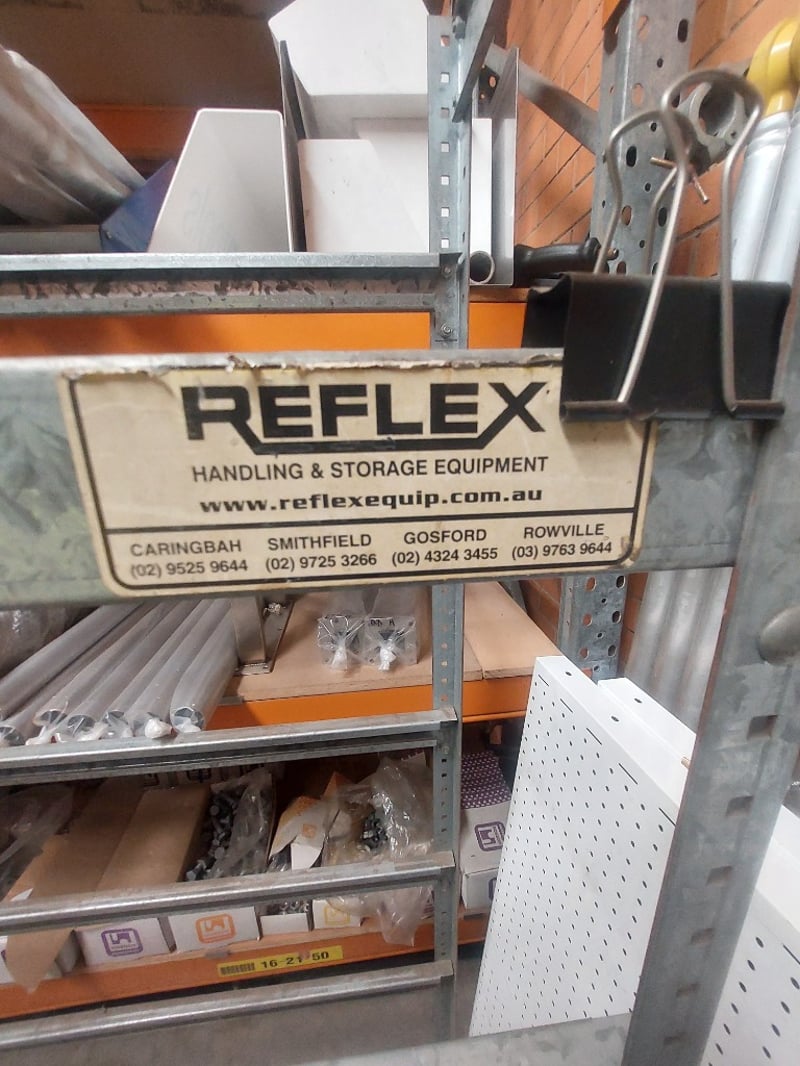 REFLEX
HANDLING & STORAGE EQUIPMENT
www.reflexequip.com.au
CARINGBAH SMITHFIELD GOSFORD ROWVILLE
(02) 9525 9644 (02) 9725 3266 (02) 4324 3455 (03) 9763 9644
16-21-50